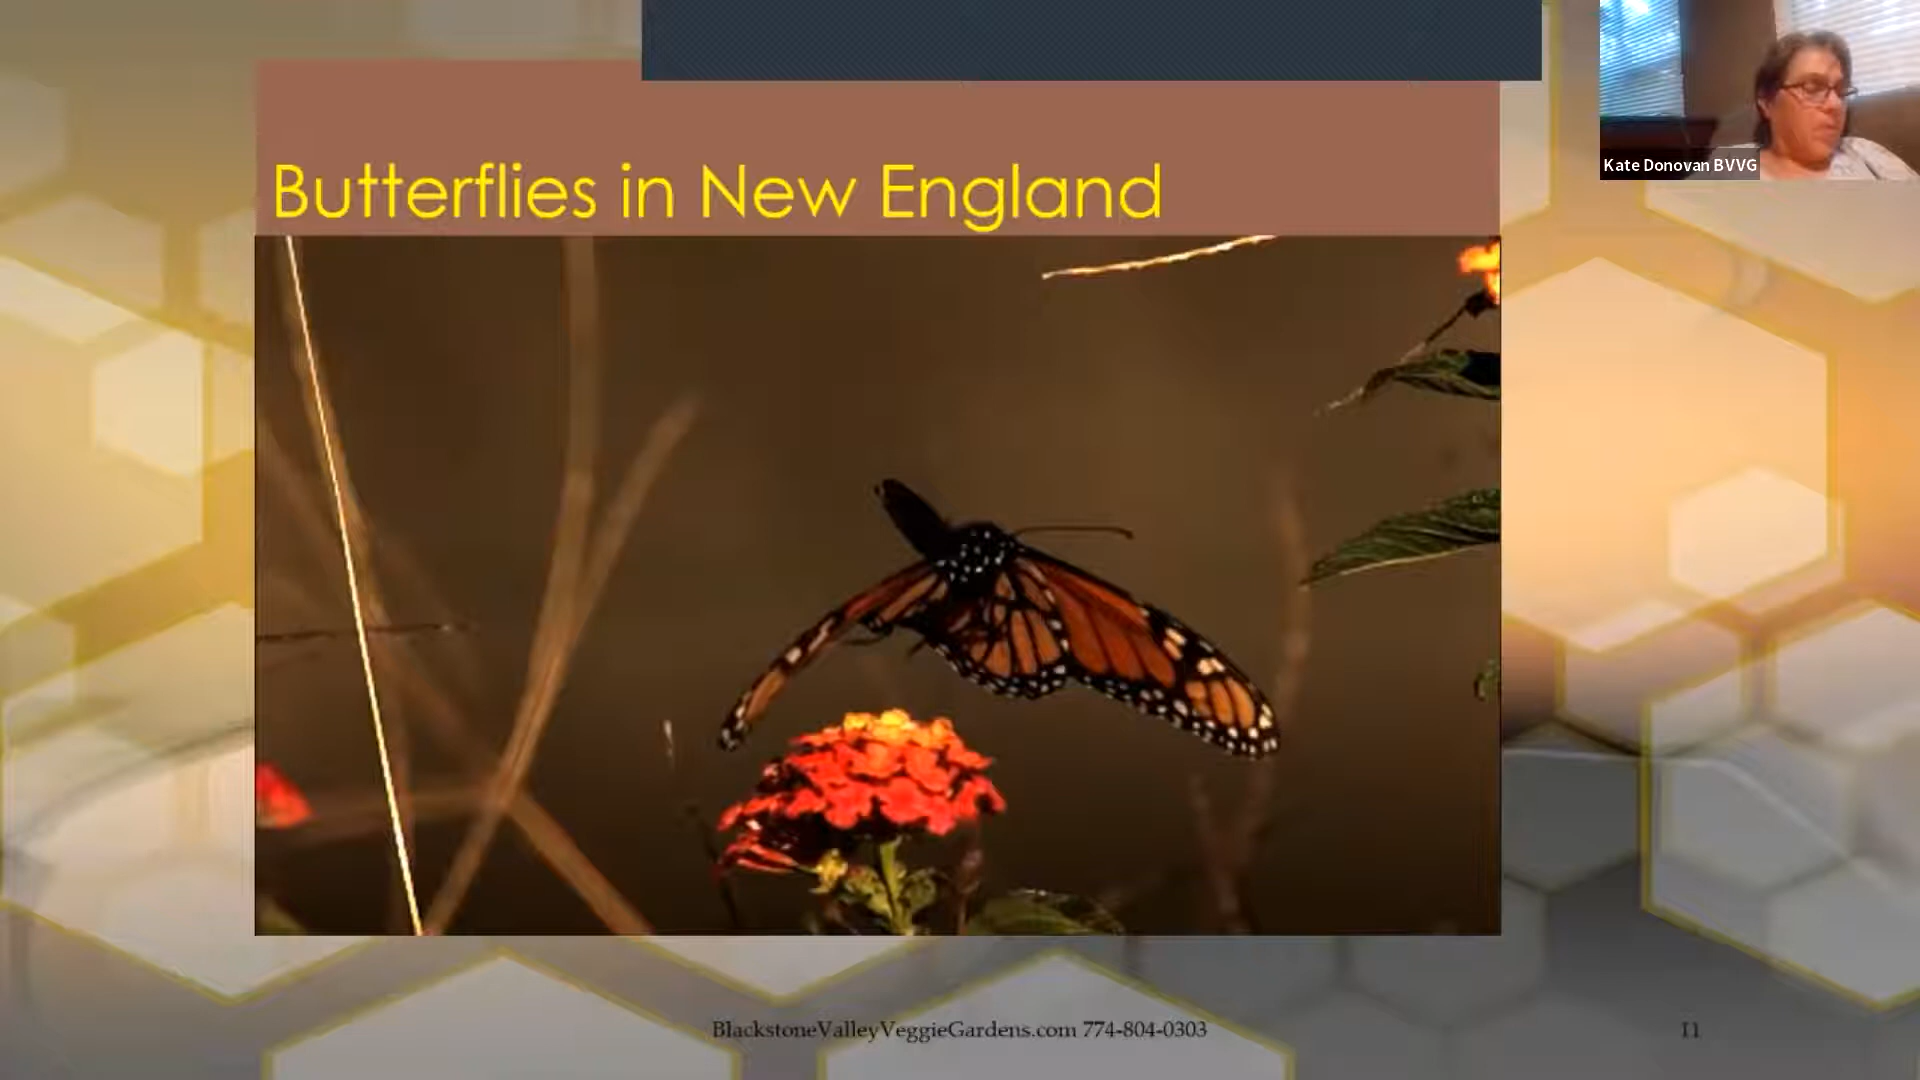 Butterflies in New England
Kate Donovan BVVG
BlackstoneValleyVeggieGardens.com 774-804-0303
11